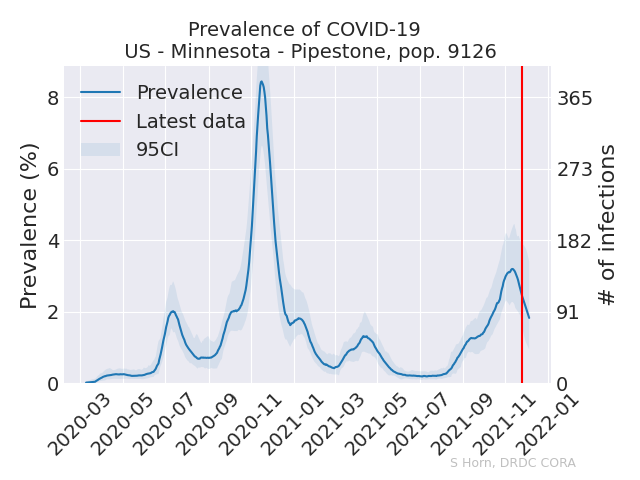 Prevalence of COVID-19
US - Minnesota - Pipestone, pop. 9126
Prevalence
Latest data
95CI
Prevalence (%)
8
6
4
2
0
# of infections
365
273
182
91
0
2020-03
2020-05
2020-07
2020-09
2020-11
2021-01
2021-03
2021-05
2021-07
2021-09
2021-11
2022-01
S Horn, DRDC CORA